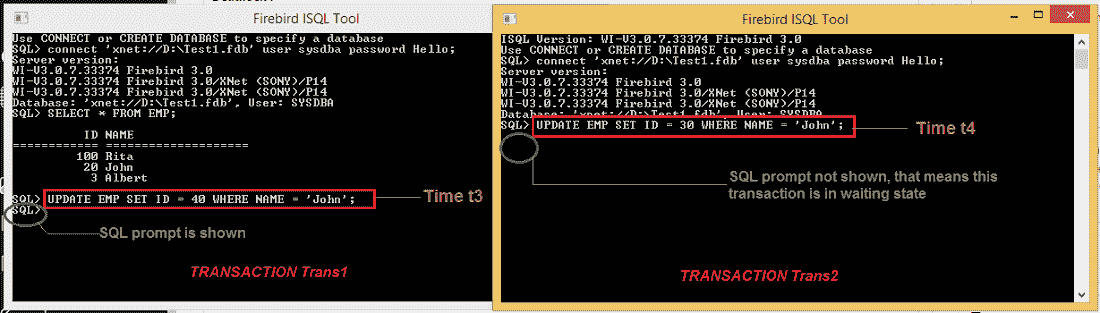 Firebird ISQL Tool
Use CONNECT or CREATE DATABASE to specify a database
SQL> connect 'xnet://D:\Test1.fdb' user sysdba password Hello;
Server version:
WI-V3.0.7.33374 Firebird 3.0
WI-V3.0.7.33374 Firebird 3.0/XNet (SONY)/P14
WI-V3.0.7.33374 Firebird 3.0/XNet (SONY)/P14
Database: 'xnet://D:\Test1.fdb', User: SYSDBA
SQL> SELECT * FROM EMP;
ID NAME
============ ====================
100 Rita
20 John
3 Albert
SQL> UPDATE EMP SET ID = 40 WHERE NAME = 'John';
Time t3
SQL>
SQL prompt is shown
TRANSACTION Trans1
Firebird ISQL Tool
ISQL Version: WI-V3.0.7.33374 Firebird 3.0
Use CONNECT or CREATE DATABASE to specify a database
SQL> connect 'xnet://D:\Test1.fdb' user sysdba password Hello;
Server version:
WI-V3.0.7.33374 Firebird 3.0
WI-V3.0.7.33374 Firebird 3.0/XNet (SONY)/P14
WI-V3.0.7.33374 Firebird 3.0/XNet (SONY)/P14
Database: 'xnet://D:\Test1.fdb', User: SYSDBA
SQL> UPDATE EMP SET ID = 30 WHERE NAME = 'John';
Time t4
SQL prompt not shown, that means this
transaction is in waiting state
TRANSACTION Trans2